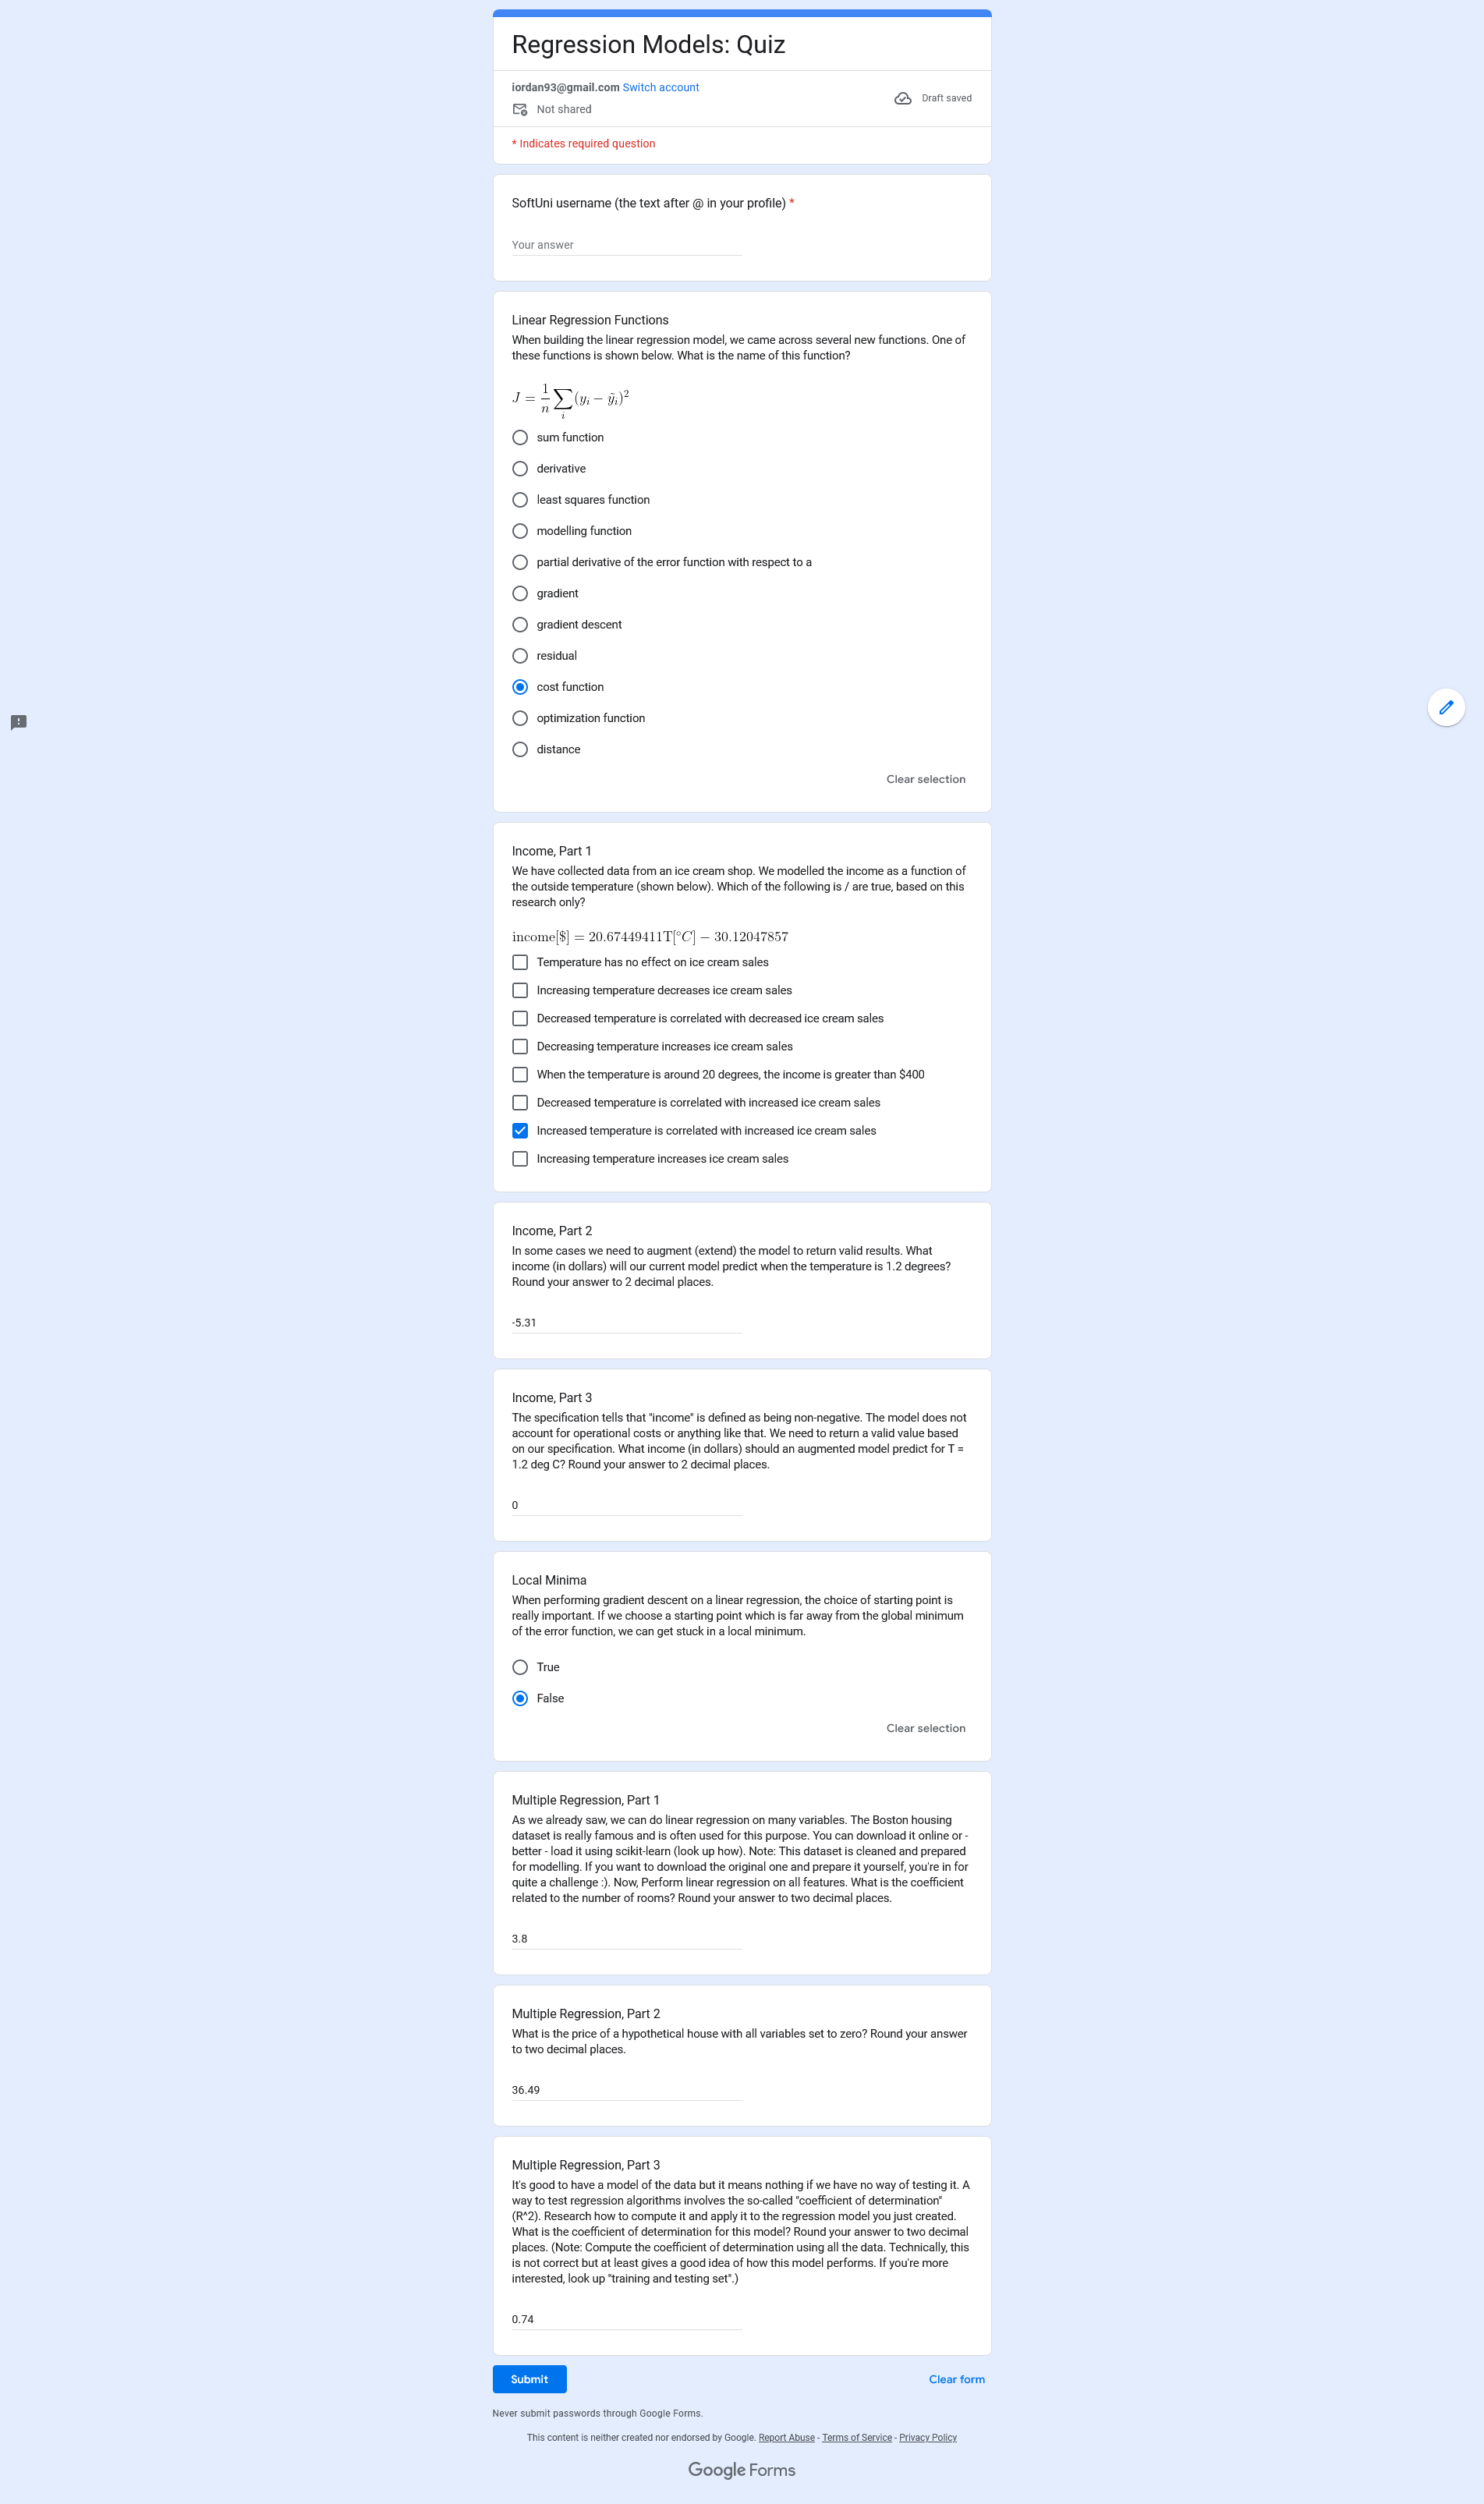 Regression Models: Quiz
iordan93@gmail.com Switch account
Draft saved
Not shared
* Indicates required question
SoftUni username (the text after @ in your profile) *
Your answer
Linear Regression Functions
When building the linear regression model, we came across several new functions. One of
these functions is shown below. What is the name of this function?
J = \frac{1}{n} \sum_i (y_i - \tilde{y}_i)^2
sum function
derivative
least squares function
modelling function
partial derivative of the error function with respect to a
gradient
gradient descent
residual
cost function
optimization function
distance
Clear selection
Income, Part 1
We have collected data from an ice cream shop. We modelled the income as a function of
the outside temperature (shown below). Which of the following is / are true, based on this
research only?
income[$] = 20.67449411T[°C] − 30.12047857
Temperature has no effect on ice cream sales
Increasing temperature decreases ice cream sales
Decreased temperature is correlated with decreased ice cream sales
Decreasing temperature increases ice cream sales
When the temperature is around 20 degrees, the income is greater than $400
Decreased temperature is correlated with increased ice cream sales
Increased temperature is correlated with increased ice cream sales
Increasing temperature increases ice cream sales
Income, Part 2
In some cases we need to augment (extend) the model to return valid results. What
income (in dollars) will our current model predict when the temperature is 1.2 degrees?
Round your answer to 2 decimal places.
-5.31
Income, Part 3
The specification tells that "income" is defined as being non-negative. The model does not
account for operational costs or anything like that. We need to return a valid value based
on our specification. What income (in dollars) should an augmented model predict for T =
1.2 deg C? Round your answer to 2 decimal places.
0
Local Minima
When performing gradient descent on a linear regression, the choice of starting point is
really important. If we choose a starting point which is far away from the global minimum
of the error function, we can get stuck in a local minimum.
True
False
Clear selection
Multiple Regression, Part 1
As we already saw, we can do linear regression on many variables. The Boston housing
dataset is really famous and is often used for this purpose. You can download it online or -
better - load it using scikit-learn (look up how). Note: This dataset is cleaned and prepared
for modelling. If you want to download the original one and prepare it yourself, you're in for
quite a challenge :). Now, Perform linear regression on all features. What is the coefficient
related to the number of rooms? Round your answer to two decimal places.
3.8
Multiple Regression, Part 2
What is the price of a hypothetical house with all variables set to zero? Round your answer
to two decimal places.
36.49
Multiple Regression, Part 3
It's good to have a model of the data but it means nothing if we have no way of testing it. A
way to test regression algorithms involves the so-called "coefficient of determination"
(R^2). Research how to compute it and apply it to the regression model you just created.
What is the coefficient of determination for this model? Round your answer to two decimal
places. (Note: Compute the coefficient of determination using all the data. Technically, this
is not correct but at least gives a good idea of how this model performs. If you're more
interested, look up "training and testing set".)
0.74
Submit
Clear form
Never submit passwords through Google Forms.
This content is neither created nor endorsed by Google. Report Abuse - Terms of Service - Privacy Policy
Google Forms